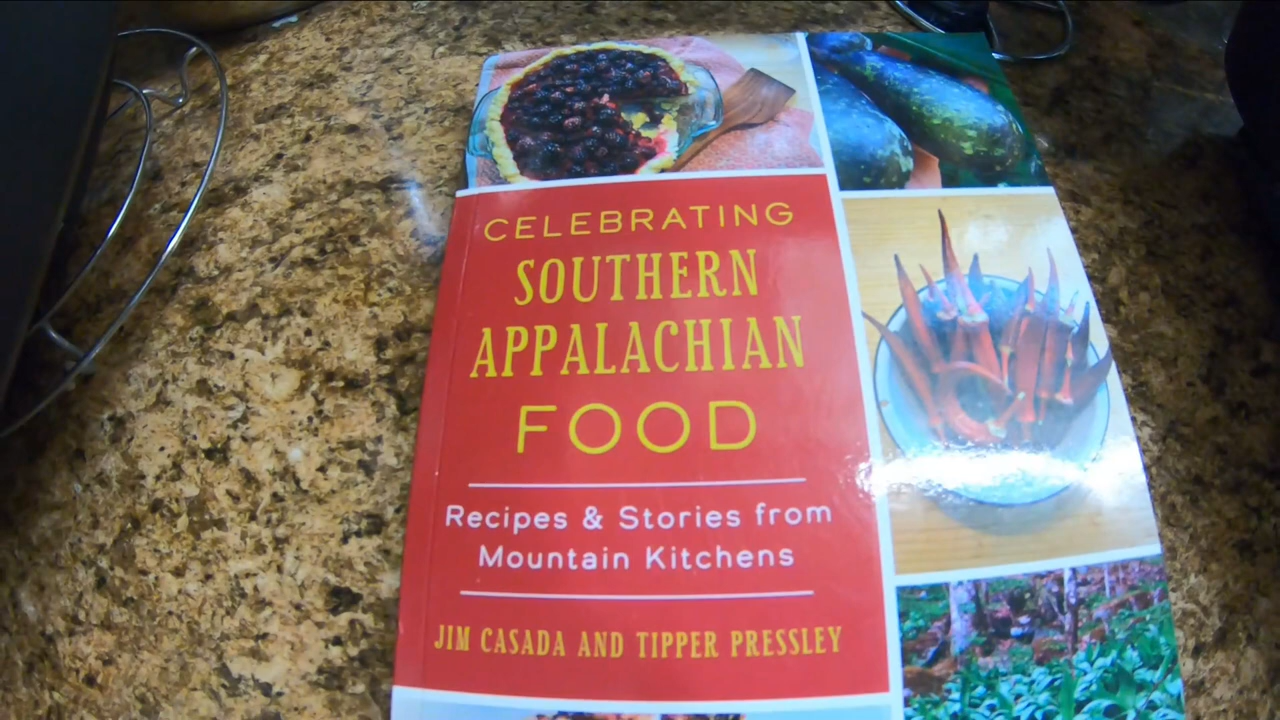 CELEBRATING
SOUTHERN
APPALACHIAN
FOOD
Recipes & Stories from
Mountain Kitchens
JIM CASADA AND TIPPER PRESSLEY